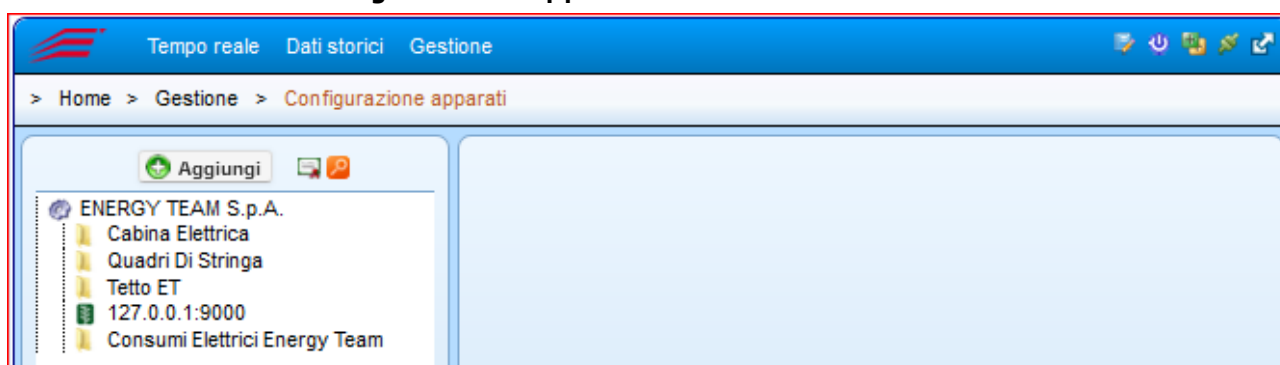 Tempo reale Dati storici Gestione
> Home > Gestione > Configurazione apparati
Aggiungi
ENERGY TEAM S.p.A.
Cabina Elettrica
Quadri Di Stringa
Tetto ET
127.0.0.1:9000
Consumi Elettrici Energy Team